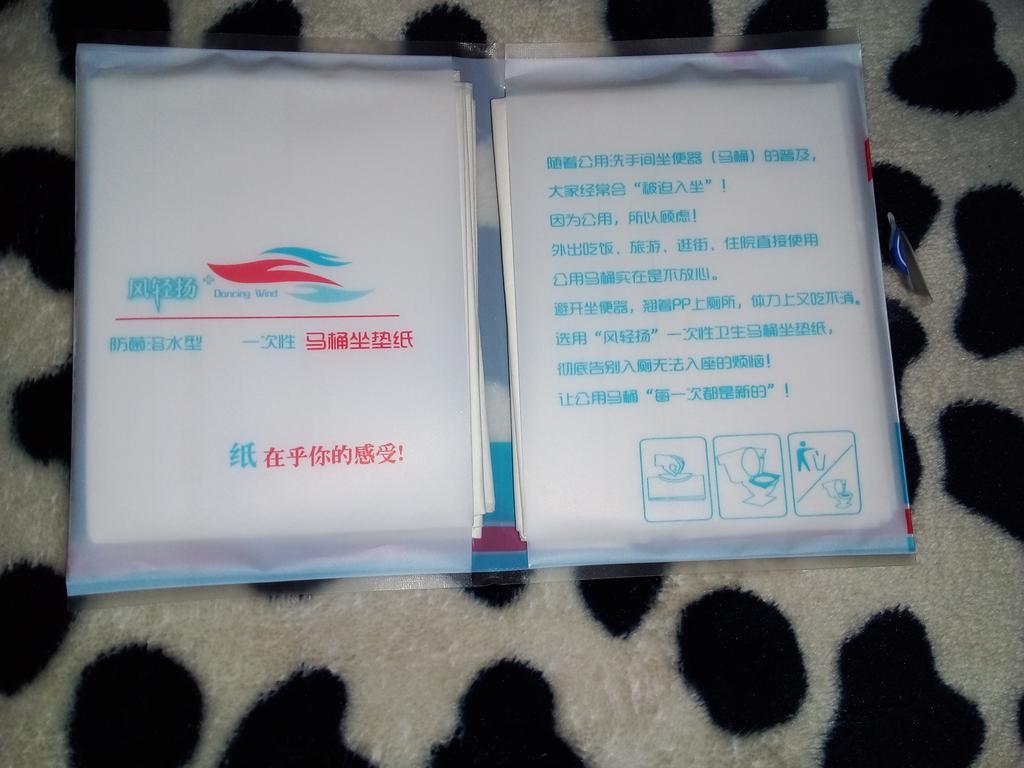 风轻扬
Dancing Wind
防菌溶水型 一次性 马桶坐垫纸
纸在乎你的感受!
随着公用洗手间坐便器（马桶）的普及，
大家经常会“被迫入坐”！
因为公用，所以顾虑！
外出吃饭、旅游、逛街、住院直接使用
公用马桶实在是不放心。
避开坐便器，翘着PP上厕所，体力上又吃不消。
选用“风轻扬”一次性卫生马桶坐垫纸，
彻底告别入厕无法入座的烦恼！
让公用马桶“每一次都是新的”！